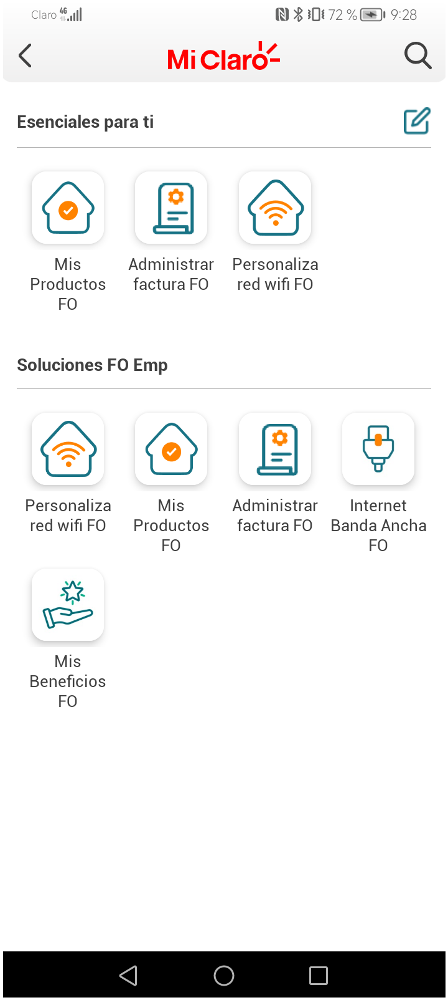 Claro 4G 72 % 9:28
Mi Claro
Esenciales para ti
Mis
Productos
FO
Administrar
factura FO
Personaliza
red wifi FO
Soluciones FO Emp
Personaliza
red wifi FO
Mis
Productos
FO
Administrar
factura FO
Internet
Banda Ancha
FO
Mis
Beneficios
FO